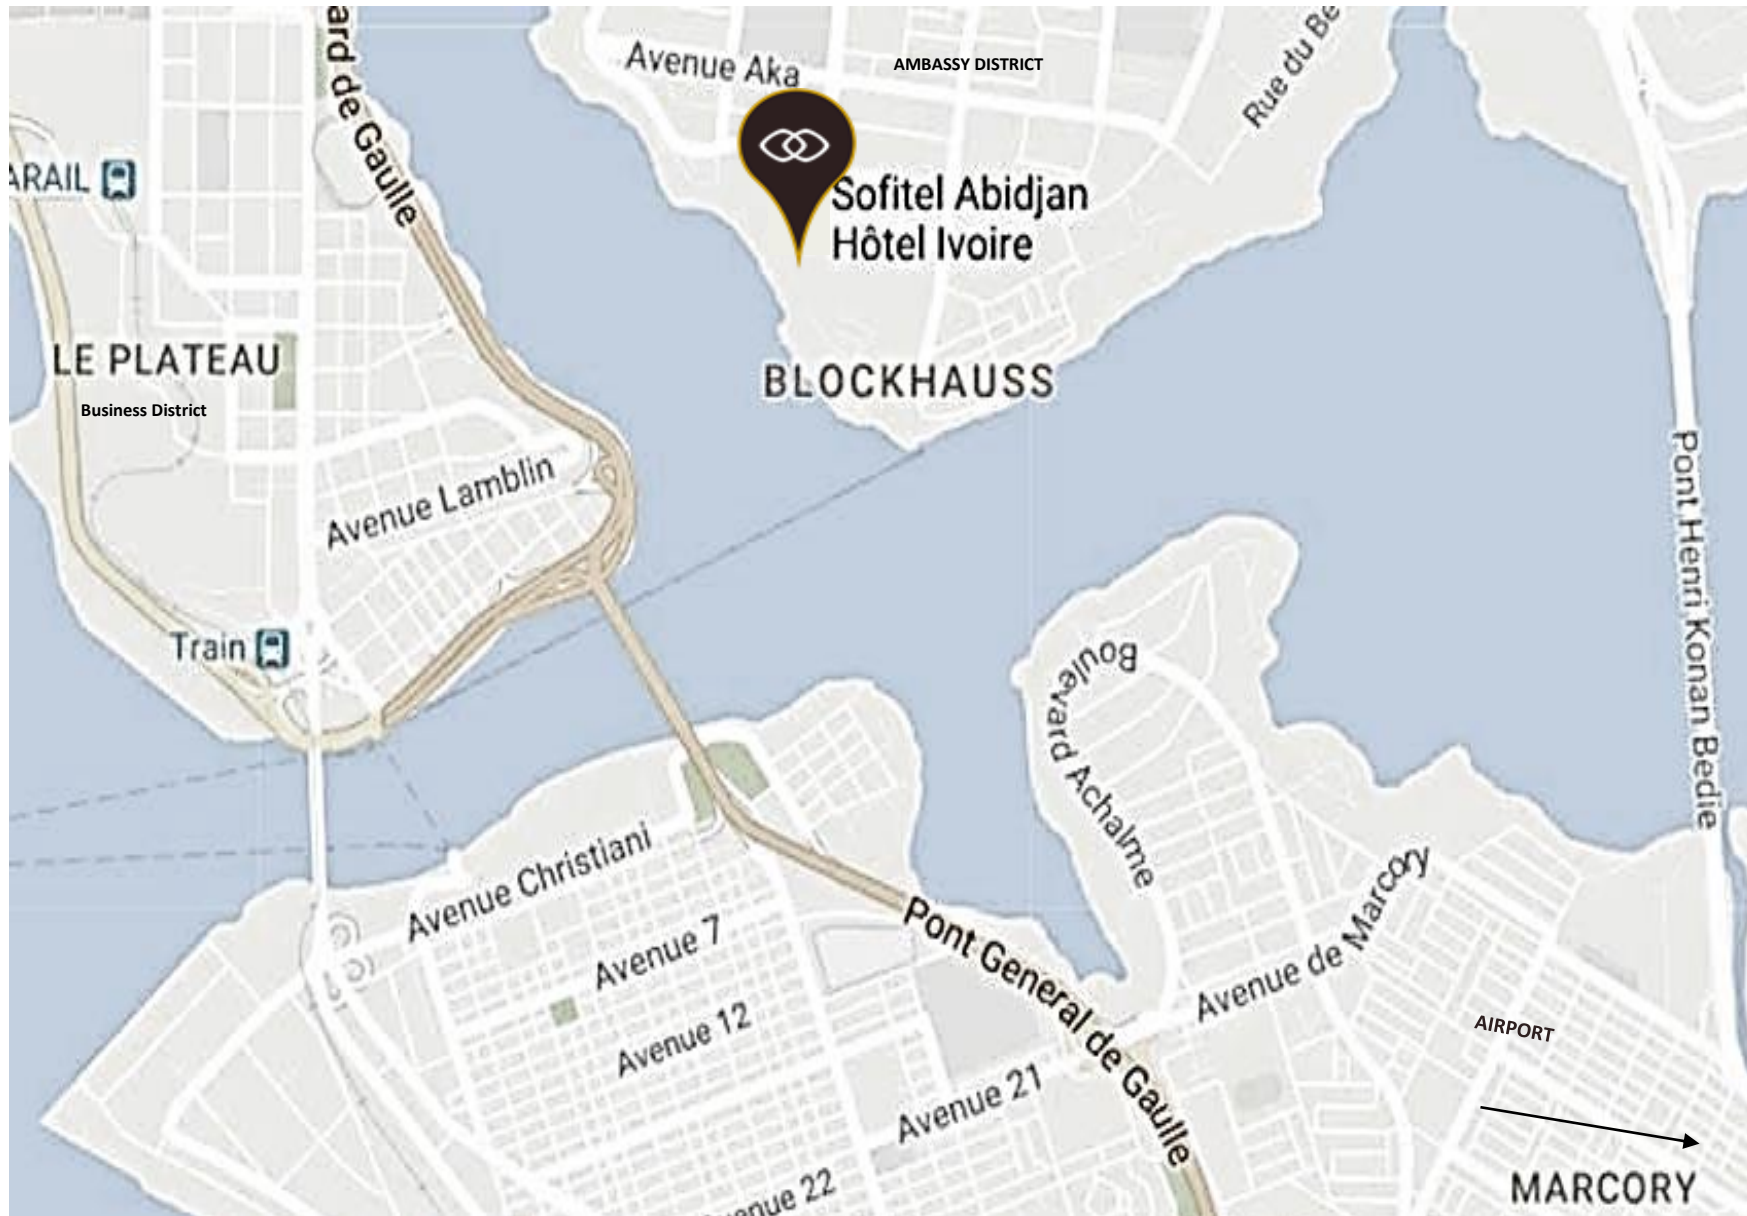 ard de Gaulle
Avenue Aka
AMBASSY DISTRICT
Rue du Be
ARAIL
Sofitel Abidjan
Hôtel Ivoire
LE PLATEAU
Business District
BLOCKHAUSS
Avenue Lamblin
Pont Henri Konan Bedie
Train
Boulevard Achalme
Avenue Christiani
Avenue 7
Avenue de Marcory
Pont General de Gaulle
Avenue 12
AIRPORT
Avenue 21
MARCORY
enue 22